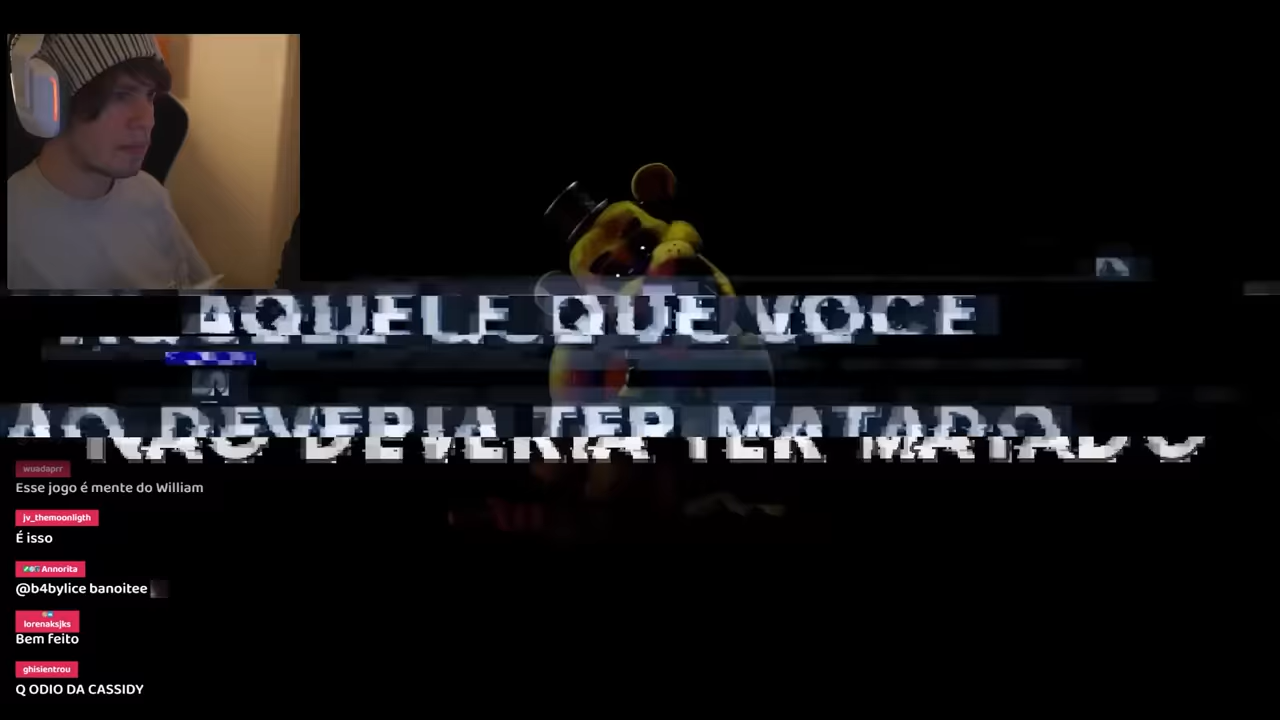 AQUELE QUE VOCE
NAO DEVERIA TER MATADO
wuadaprr
Esse jogo é mente do William
jv_themoonligth
É isso
Annorita
@b4bylice banoitee
lorenaksjks
Bem feito
ghisientrou
Q ODIO DA CASSIDY